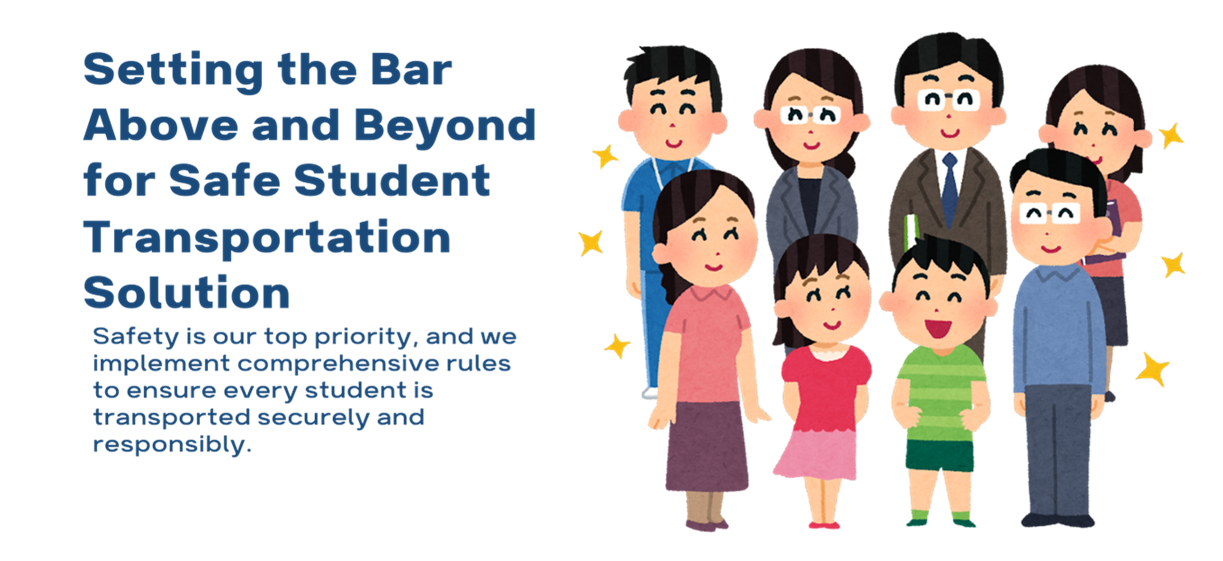 Setting the Bar
Above and Beyond
for Safe Student
Transportation
Solution
Safety is our top priority, and we
implement comprehensive rules
to ensure every student is
transported securely and
responsibly.